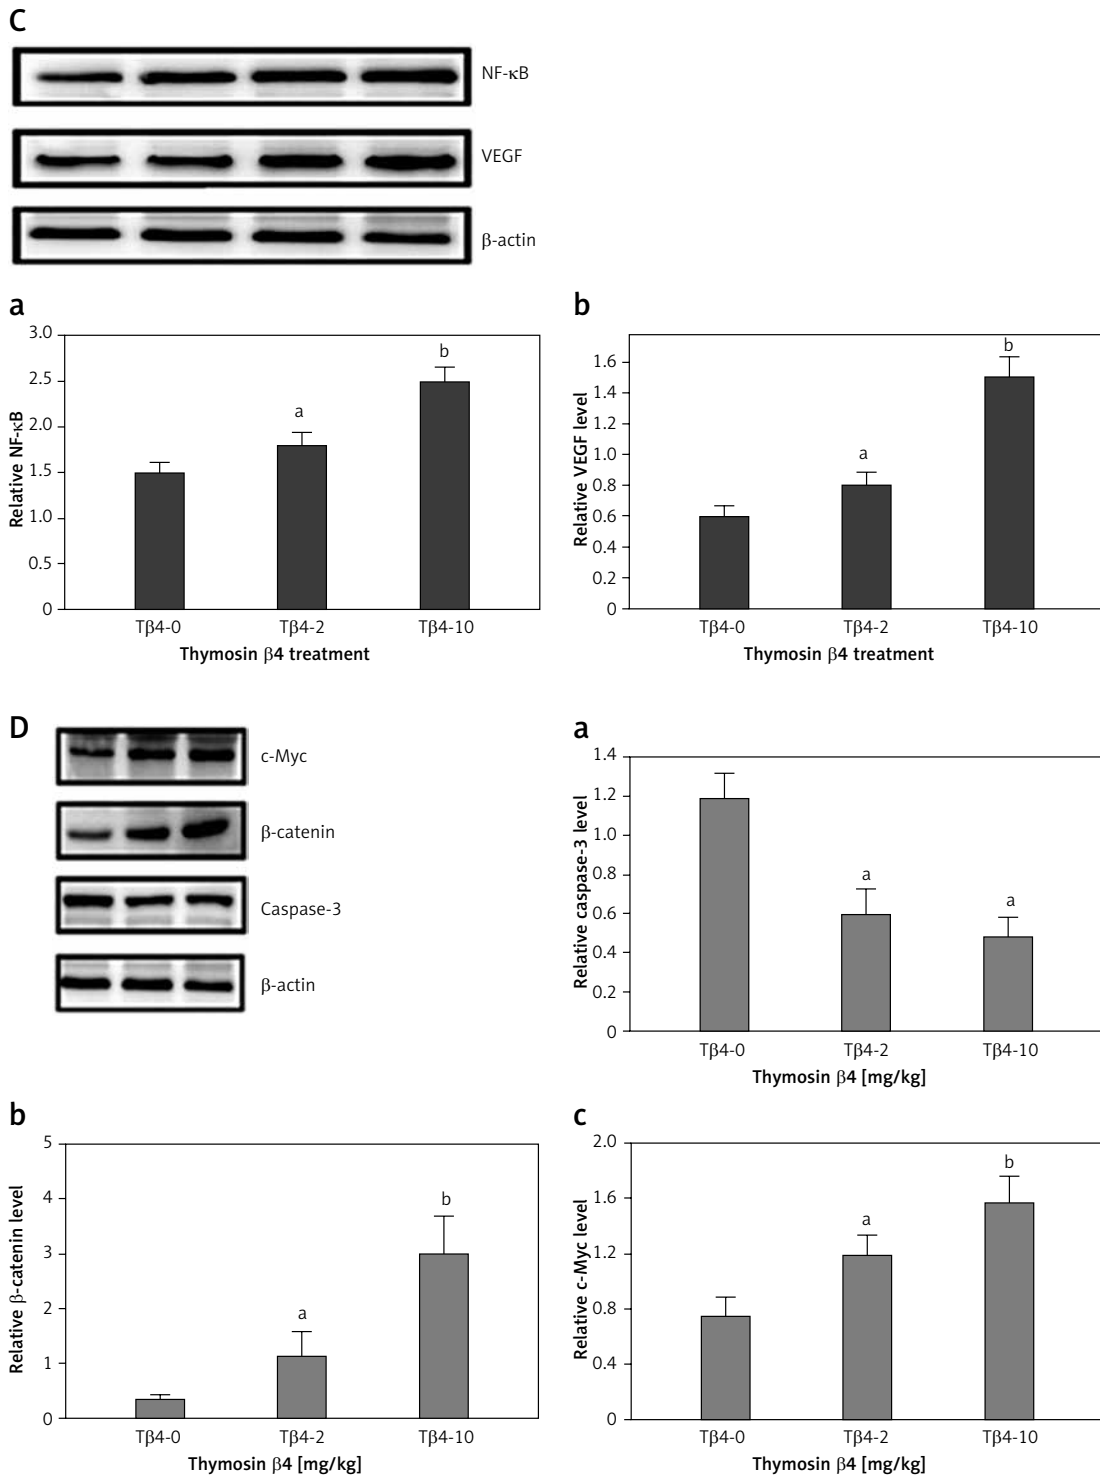 C
NF-κB
VEGF
β-actin
a
3.0
2.5
2.0
1.5
1.0
0.5
0
Relative NF-κB
a
b
Tβ4-0 Tβ4-2 Tβ4-10
Thymosin β4 treatment
b
1.6
1.4
1.2
1.0
0.8
0.6
0.4
0.2
0
Relative VEGF level
a
b
Tβ4-0 Tβ4-2 Tβ4-10
Thymosin β4 treatment
D
c-Myc
β-catenin
Caspase-3
β-actin
a
1.4
1.2
1.0
0.8
0.6
0.4
0.2
0
Relative caspase-3 level
a
a
Tβ4-0 Tβ4-2 Tβ4-10
Thymosin β4 [mg/kg]
b
5
4
3
2
1
0
Relative β-catenin level
a
b
Tβ4-0 Tβ4-2 Tβ4-10
Thymosin β4 [mg/kg]
c
2.0
1.6
1.2
0.8
0.4
0
Relative c-Myc level
a
b
Tβ4-0 Tβ4-2 Tβ4-10
Thymosin β4 [mg/kg]